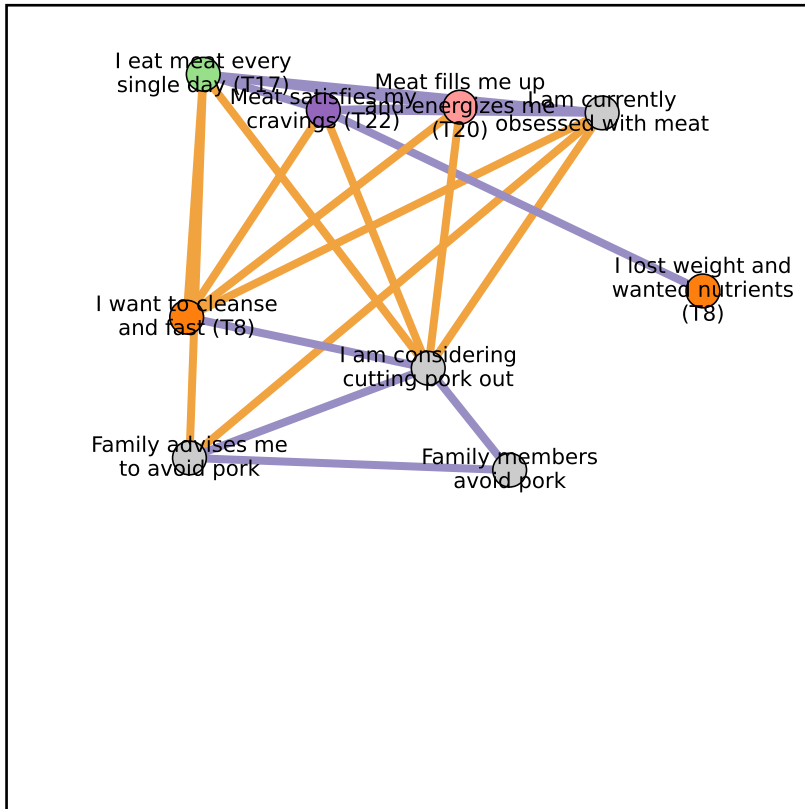 I eat meat every
single day (T17)
Meat satisfies my
cravings (T22)
Meat fills me up
and energizes me
(T20)
I am currently
obsessed with meat
I lost weight and
wanted nutrients
(T8)
I want to cleanse
and fast (T8)
I am considering
cutting pork out
Family advises me
to avoid pork
Family members
avoid pork